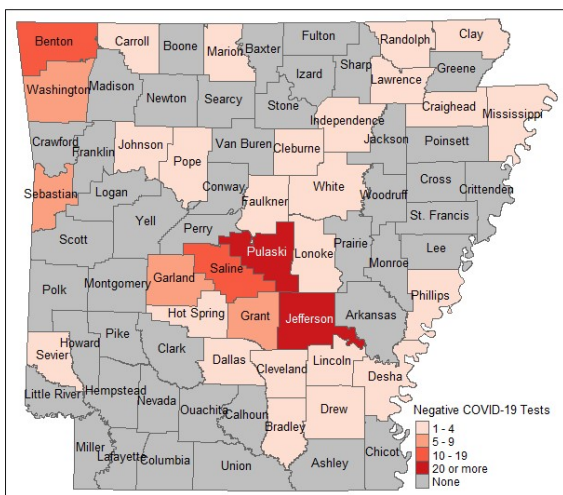 Benton
Carroll
Boone
Marion
Baxter
Fulton
Randolph
Clay
Washington
Madison
Newton
Searcy
Stone
Izard
Sharp
Lawrence
Greene
Craighead
Mississippi
Crawford
Franklin
Johnson
Pope
Van Buren
Cleburne
Independence
Jackson
Poinsett
Sebastian
Logan
Conway
Faulkner
White
Woodruff
Cross
Crittenden
Scott
Yell
Perry
Pulaski
Lonoke
Prairie
Monroe
St. Francis
Lee
Polk
Montgomery
Garland
Saline
Hot Spring
Grant
Jefferson
Arkansas
Phillips
Sevier
Howard
Pike
Clark
Dallas
Cleveland
Lincoln
Desha
Little River
Hempstead
Nevada
Ouachita
Calhoun
Bradley
Drew
Miller
Lafayette
Columbia
Union
Ashley
Chicot
Negative COVID-19 Tests
1 - 4
5 - 9
10 - 19
20 or more
None